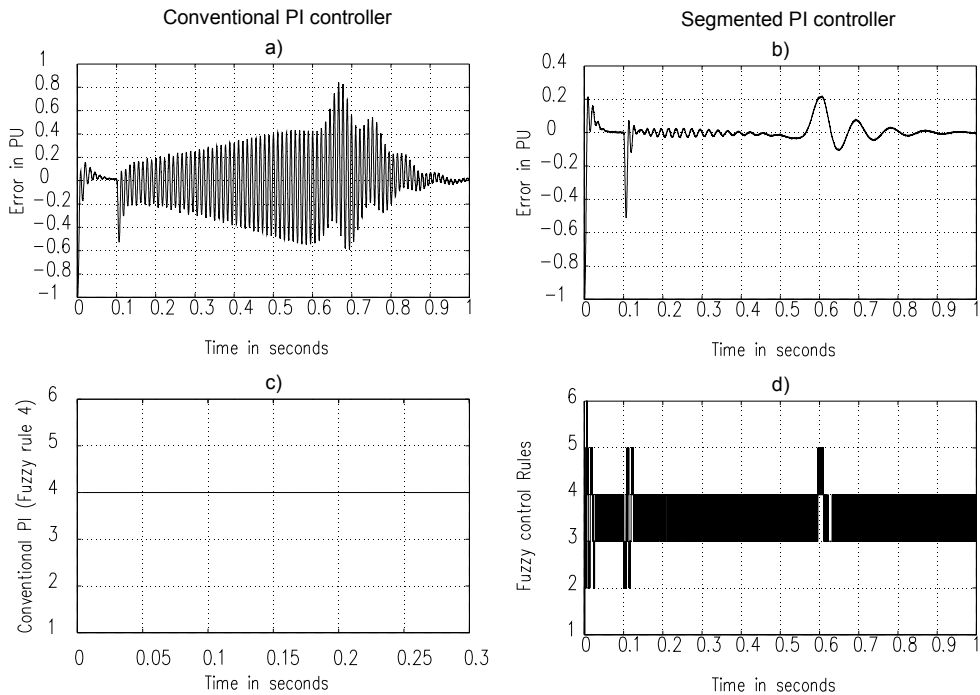 Conventional PI controller
Segmented PI controller
a)
1
0.8
0.6
0.4
0.2
0
−0.2
−0.4
−0.6
−0.8
−1
Error in PU
0 0.1 0.2 0.3 0.4 0.5 0.6 0.7 0.8 0.9 1
Time in seconds
b)
0.4
0.2
0
−0.2
−0.4
−0.6
−0.8
−1
Error in PU
0 0.1 0.2 0.3 0.4 0.5 0.6 0.7 0.8 0.9 1
Time in seconds
c)
6
5
4
3
2
1
Conventional PI (Fuzzy rule 4)
0 0.05 0.1 0.15 0.2 0.25 0.3
Time in seconds
d)
6
5
4
3
2
1
Fuzzy control Rules
0 0.1 0.2 0.3 0.4 0.5 0.6 0.7 0.8 0.9 1
Time in seconds